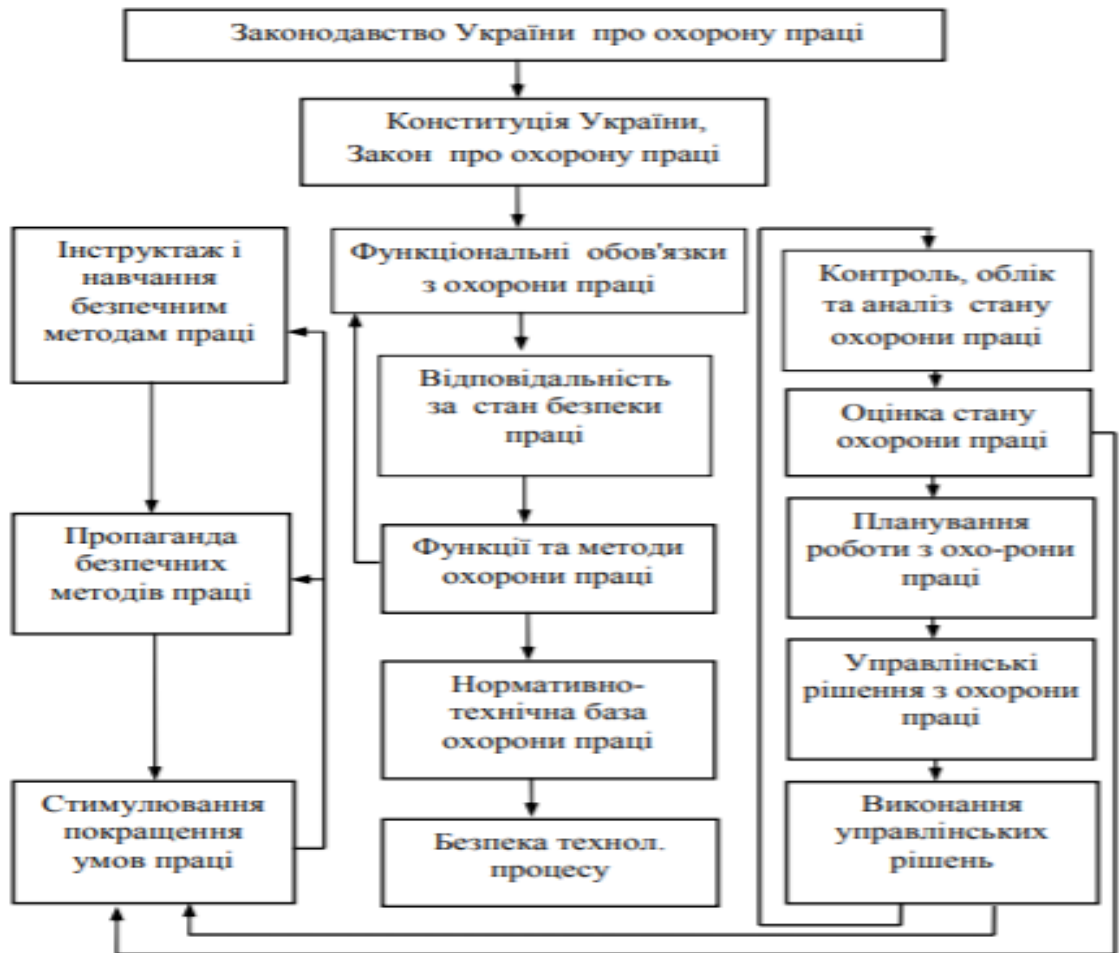 Законодавство України про охорону праці
Конституція України,
Закон про охорону праці
Інструктаж і
навчання
безпечним
методам праці
Пропаганда
безпечних
методів праці
Стимулювання
покращення
умов праці
Функціональні обов'язки
з охорони праці
Відповідальність
за стан безпеки
праці
Функції та методи
охорони праці
Нормативно-
технічна база
охорони праці
Безпека технол.
процесу
Контроль, облік
та аналіз стану
охорони праці
Оцінка стану
охорони праці
Планування
роботи з охо-рони
праці
Управлінські
рішення з охорони
праці
Виконання
управлінських
рішень